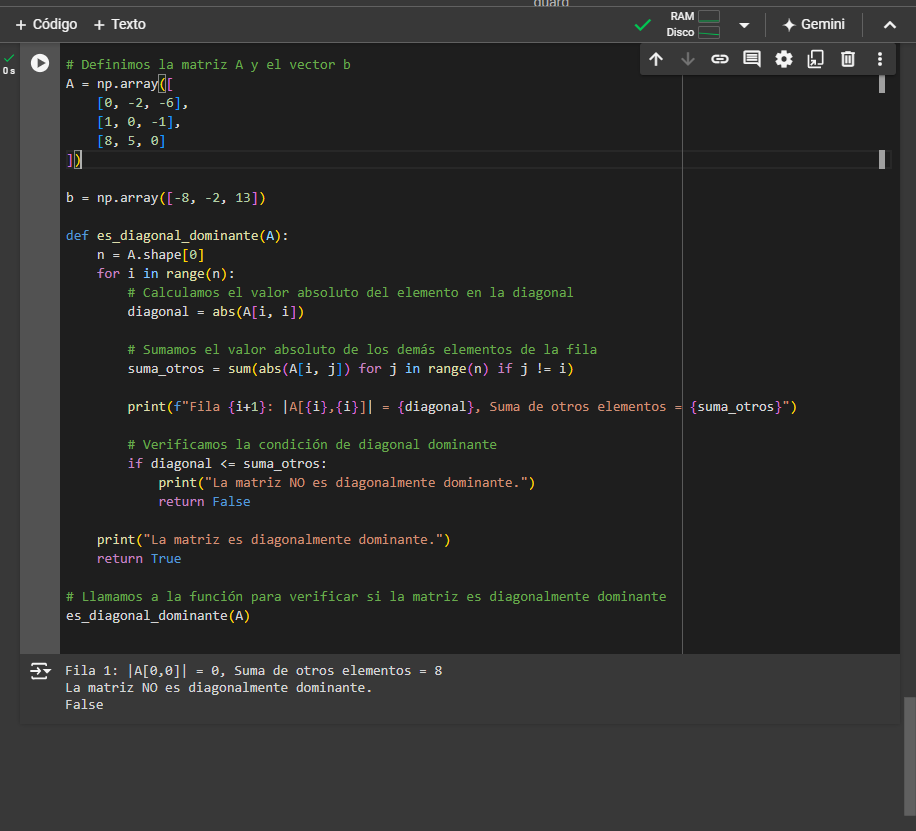 + Código + Texto
RAM
Disco
Gemini
0 s
# Definimos la matriz A y el vector b
A = np.array([
    [0, -2, -6],
    [1, 0, -1],
    [8, 5, 0]
])
b = np.array([-8, -2, 13])
def es_diagonal_dominante(A):
    n = A.shape[0]
    for i in range(n):
        # Calculamos el valor absoluto del elemento en la diagonal
        diagonal = abs(A[i, i])
        # Sumamos el valor absoluto de los demás elementos de la fila
        suma_otros = sum(abs(A[i, j]) for j in range(n) if j != i)
        print(f"Fila {i+1}: |A[{i},{i}]| = {diagonal}, Suma de otros elementos = {suma_otros}")
        # Verificamos la condición de diagonal dominante
        if diagonal <= suma_otros:
            print("La matriz NO es diagonalmente dominante.")
            return False
    print("La matriz es diagonalmente dominante.")
    return True
# Llamamos a la función para verificar si la matriz es diagonalmente dominante
es_diagonal_dominante(A)
Fila 1: |A[0,0]| = 0, Suma de otros elementos = 8
La matriz NO es diagonalmente dominante.
False